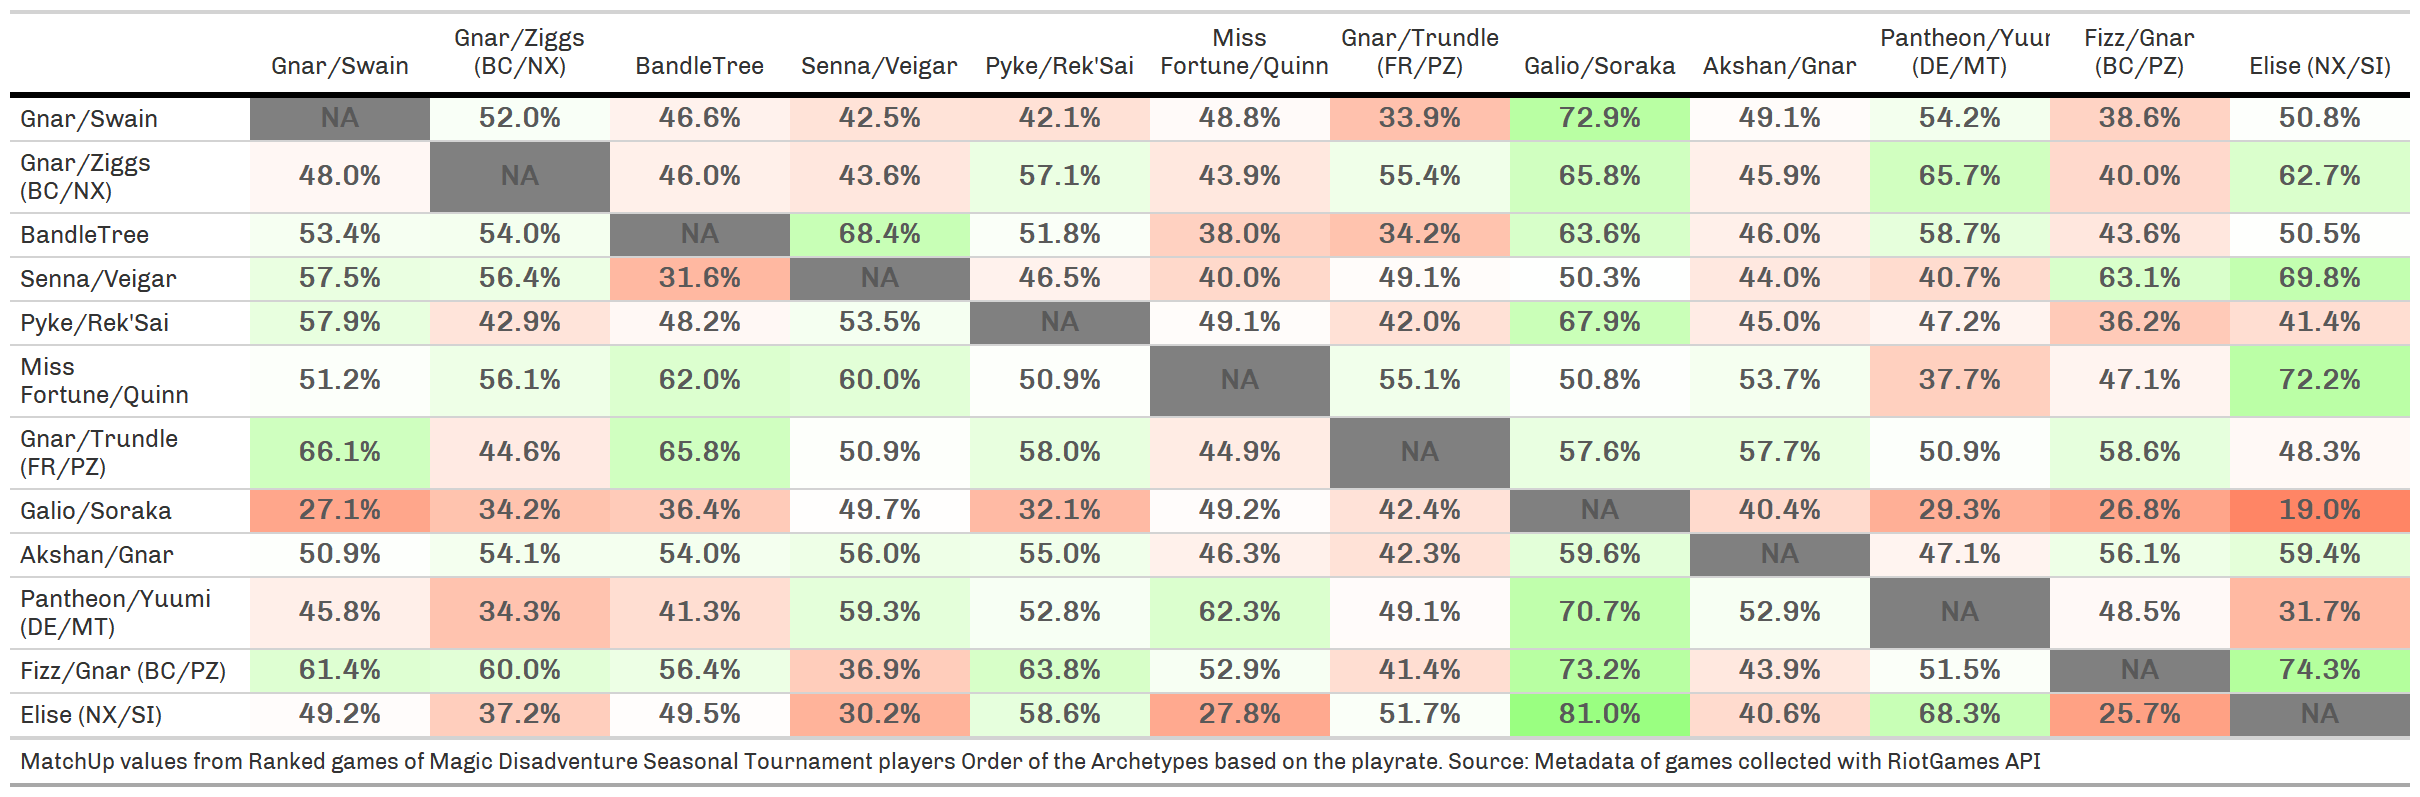 Gnar/Swain Gnar/Ziggs (BC/NX) BandleTree Senna/Veigar Pyke/Rek'Sai Miss Fortune/Quinn Gnar/Trundle (FR/PZ) Galio/Soraka Akshan/Gnar Pantheon/Yuur (DE/MT) Fizz/Gnar (BC/PZ) Elise (NX/SI)
Gnar/Swain NA 52.0% 46.6% 42.5% 42.1% 48.8% 33.9% 72.9% 49.1% 54.2% 38.6% 50.8%
Gnar/Ziggs (BC/NX) 48.0% NA 46.0% 43.6% 57.1% 43.9% 55.4% 65.8% 45.9% 65.7% 40.0% 62.7%
BandleTree 53.4% 54.0% NA 68.4% 51.8% 38.0% 34.2% 63.6% 46.0% 58.7% 43.6% 50.5%
Senna/Veigar 57.5% 56.4% 31.6% NA 46.5% 40.0% 49.1% 50.3% 44.0% 40.7% 63.1% 69.8%
Pyke/Rek'Sai 57.9% 42.9% 48.2% 53.5% NA 49.1% 42.0% 67.9% 45.0% 47.2% 36.2% 41.4%
Miss Fortune/Quinn 51.2% 56.1% 62.0% 60.0% 50.9% NA 55.1% 50.8% 53.7% 37.7% 47.1% 72.2%
Gnar/Trundle (FR/PZ) 66.1% 44.6% 65.8% 50.9% 58.0% 44.9% NA 57.6% 57.7% 50.9% 58.6% 48.3%
Galio/Soraka 27.1% 34.2% 36.4% 49.7% 32.1% 49.2% 42.4% NA 40.4% 29.3% 26.8% 19.0%
Akshan/Gnar 50.9% 54.1% 54.0% 56.0% 55.0% 46.3% 42.3% 59.6% NA 47.1% 56.1% 59.4%
Pantheon/Yuumi (DE/MT) 45.8% 34.3% 41.3% 59.3% 52.8% 62.3% 49.1% 70.7% 52.9% NA 48.5% 31.7%
Fizz/Gnar (BC/PZ) 61.4% 60.0% 56.4% 36.9% 63.8% 52.9% 41.4% 73.2% 43.9% 51.5% NA 74.3%
Elise (NX/SI) 49.2% 37.2% 49.5% 30.2% 58.6% 27.8% 51.7% 81.0% 40.6% 68.3% 25.7% NA
MatchUp values from Ranked games of Magic Disadventure Seasonal Tournament players Order of the Archetypes based on the playrate. Source: Metadata of games collected with RiotGames API